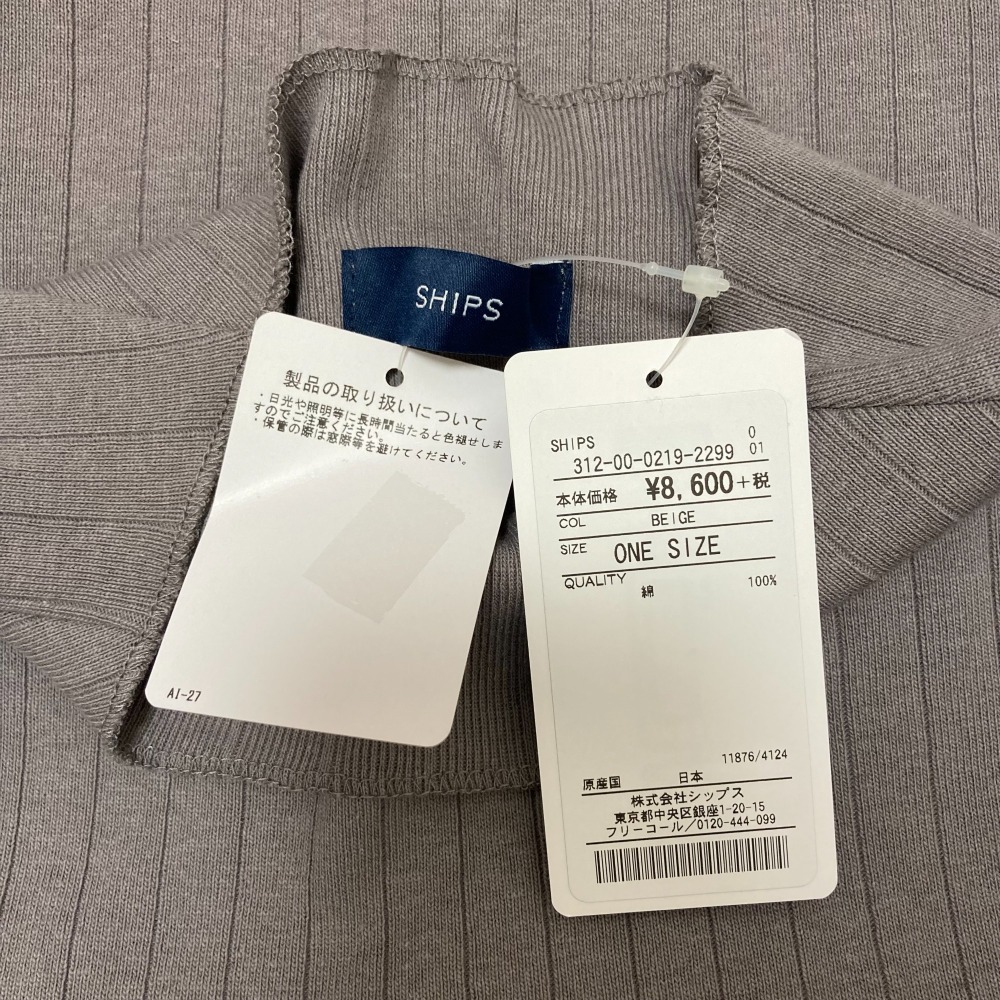 SHIPS
製品の取り扱いについて
・日光や照明等に長時間当たると色褪せしま
すのでご注意ください。
・保管の際は窓際等を避けてください。
AI-27
SHIPS 0
312-00-0219-2299 01
本体価格 ¥8,600+税
COL BEIGE
SIZE ONE SIZE
QUALITY
綿 100%
11876/4124
原産国 日本
株式会社シップス
東京都中央区銀座1-20-15
フリーコール/0120-444-099